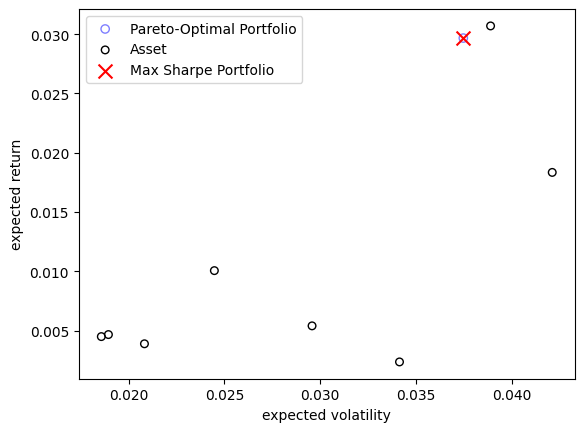 Pareto-Optimal Portfolio
Asset
Max Sharpe Portfolio
0.030
0.025
0.020
0.015
0.010
0.005
expected return
0.020 0.025 0.030 0.035 0.040
expected volatility